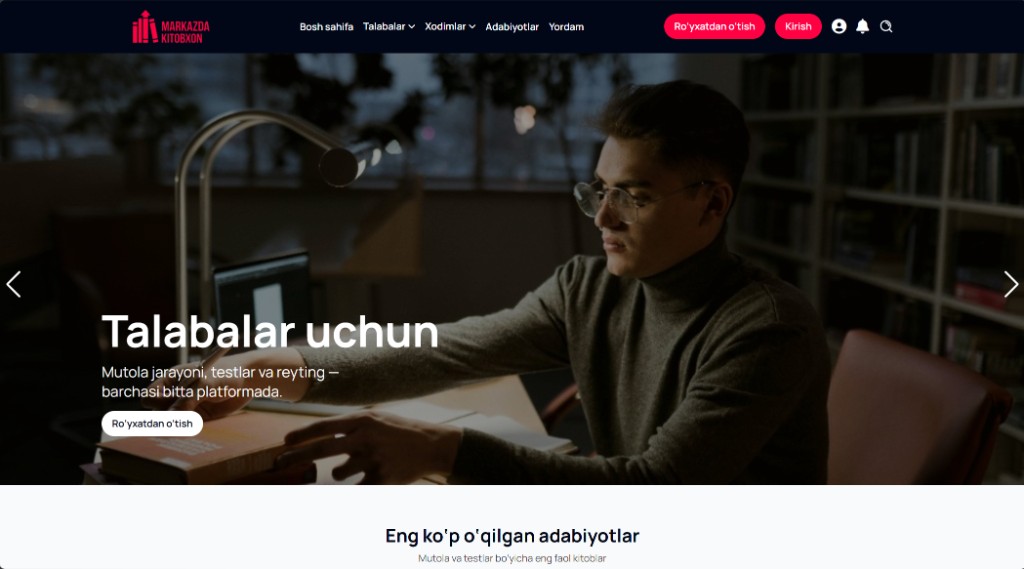 MARKAZDA
KITOBXON
Bosh sahifa Talabalar Xodimlar Adabiyotlar Yordam
Ro'yxatdan o'tish Kirish
Talabalar uchun
Mutola jarayoni, testlar va reyting —
barchasi bitta platformada.
Ro'yxatdan o'tish
Eng ko‘p o‘qilgan adabiyotlar
Mutola va testlar bo‘yicha eng faol kitoblar